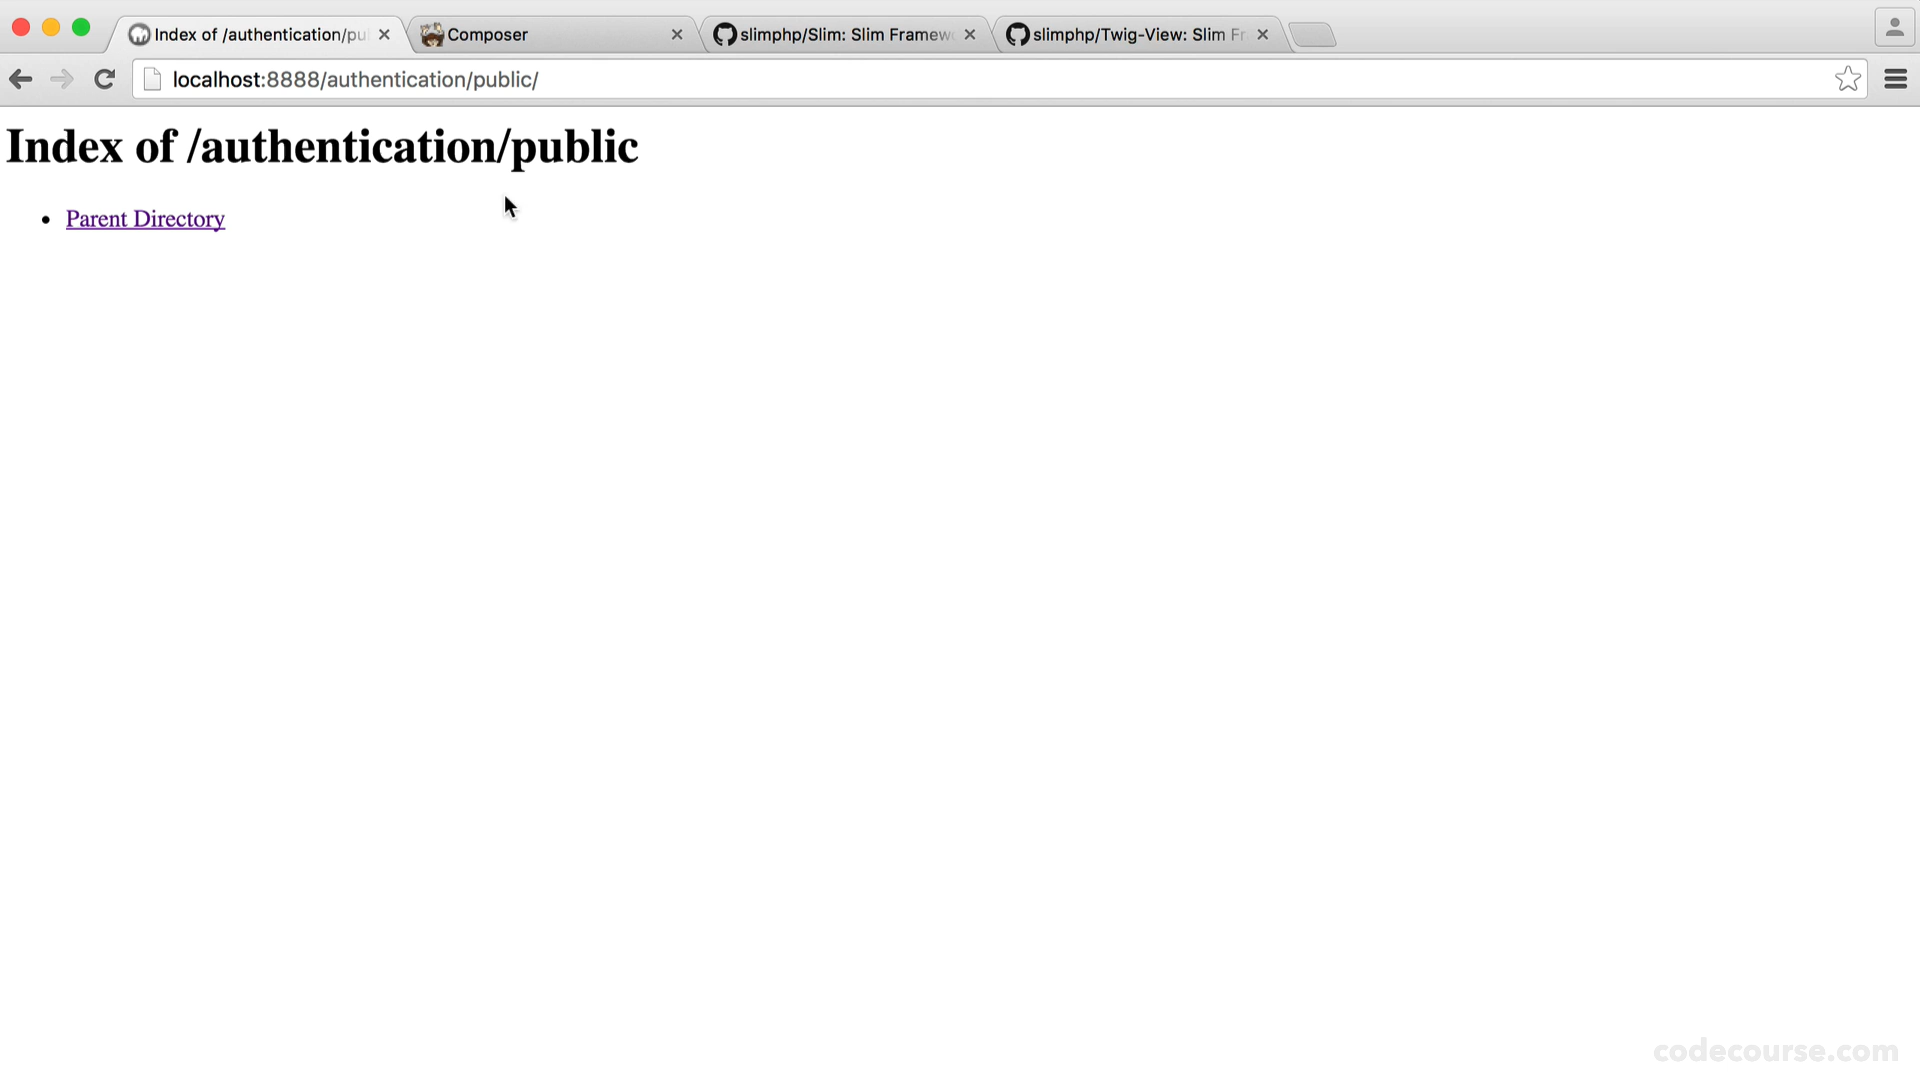 Index of /authentication/pu
Composer
slimphp/Slim: Slim Framew
slimphp/Twig-View: Slim Fr
localhost:8888/authentication/public/
Index of /authentication/public
Parent Directory
codecourse.com